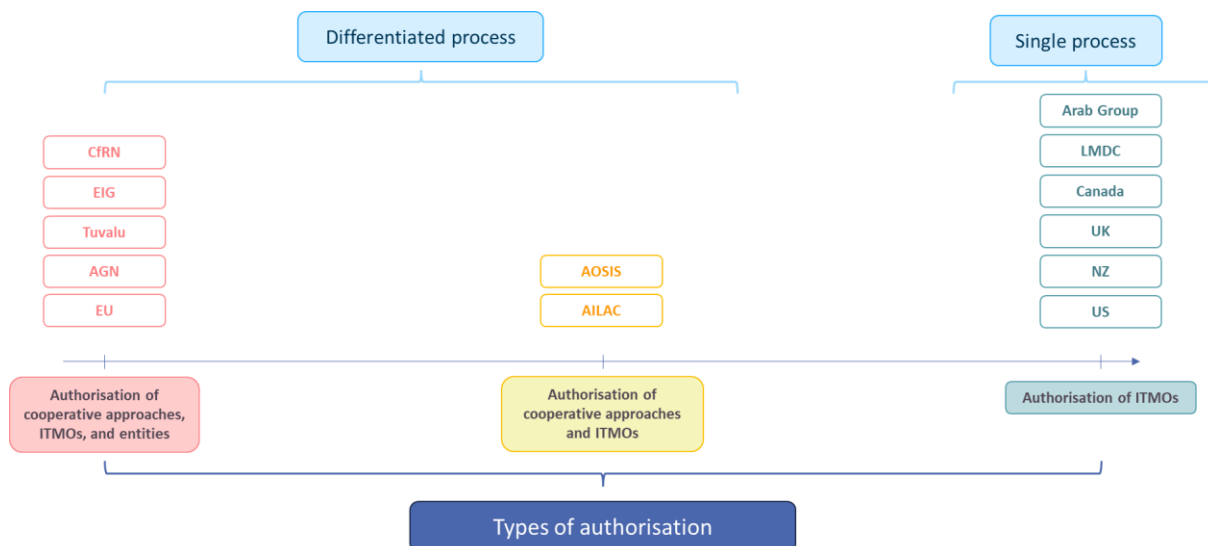 Differentiated process
Single process
Arab Group
CfRN
LMDC
EIG
Canada
Tuvalu
UK
AGN
AOSIS
NZ
EU
AILAC
US
Authorisation of
cooperative approaches,
ITMOs, and entities
Authorisation of
cooperative approaches
and ITMOs
Authorisation of ITMOs
Types of authorisation